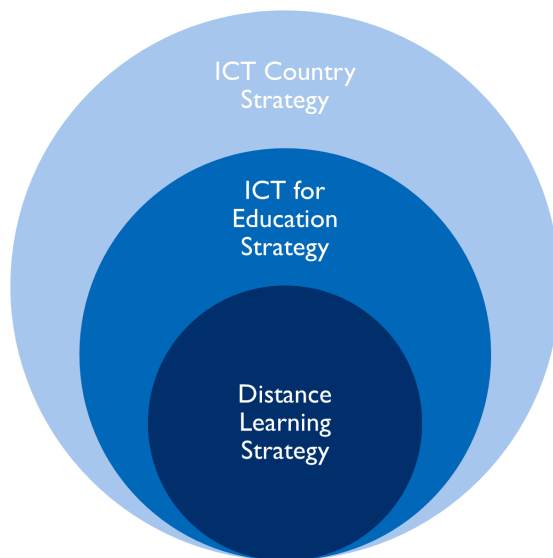 ICT Country
Strategy
ICT for
Education
Strategy
Distance
Learning
Strategy